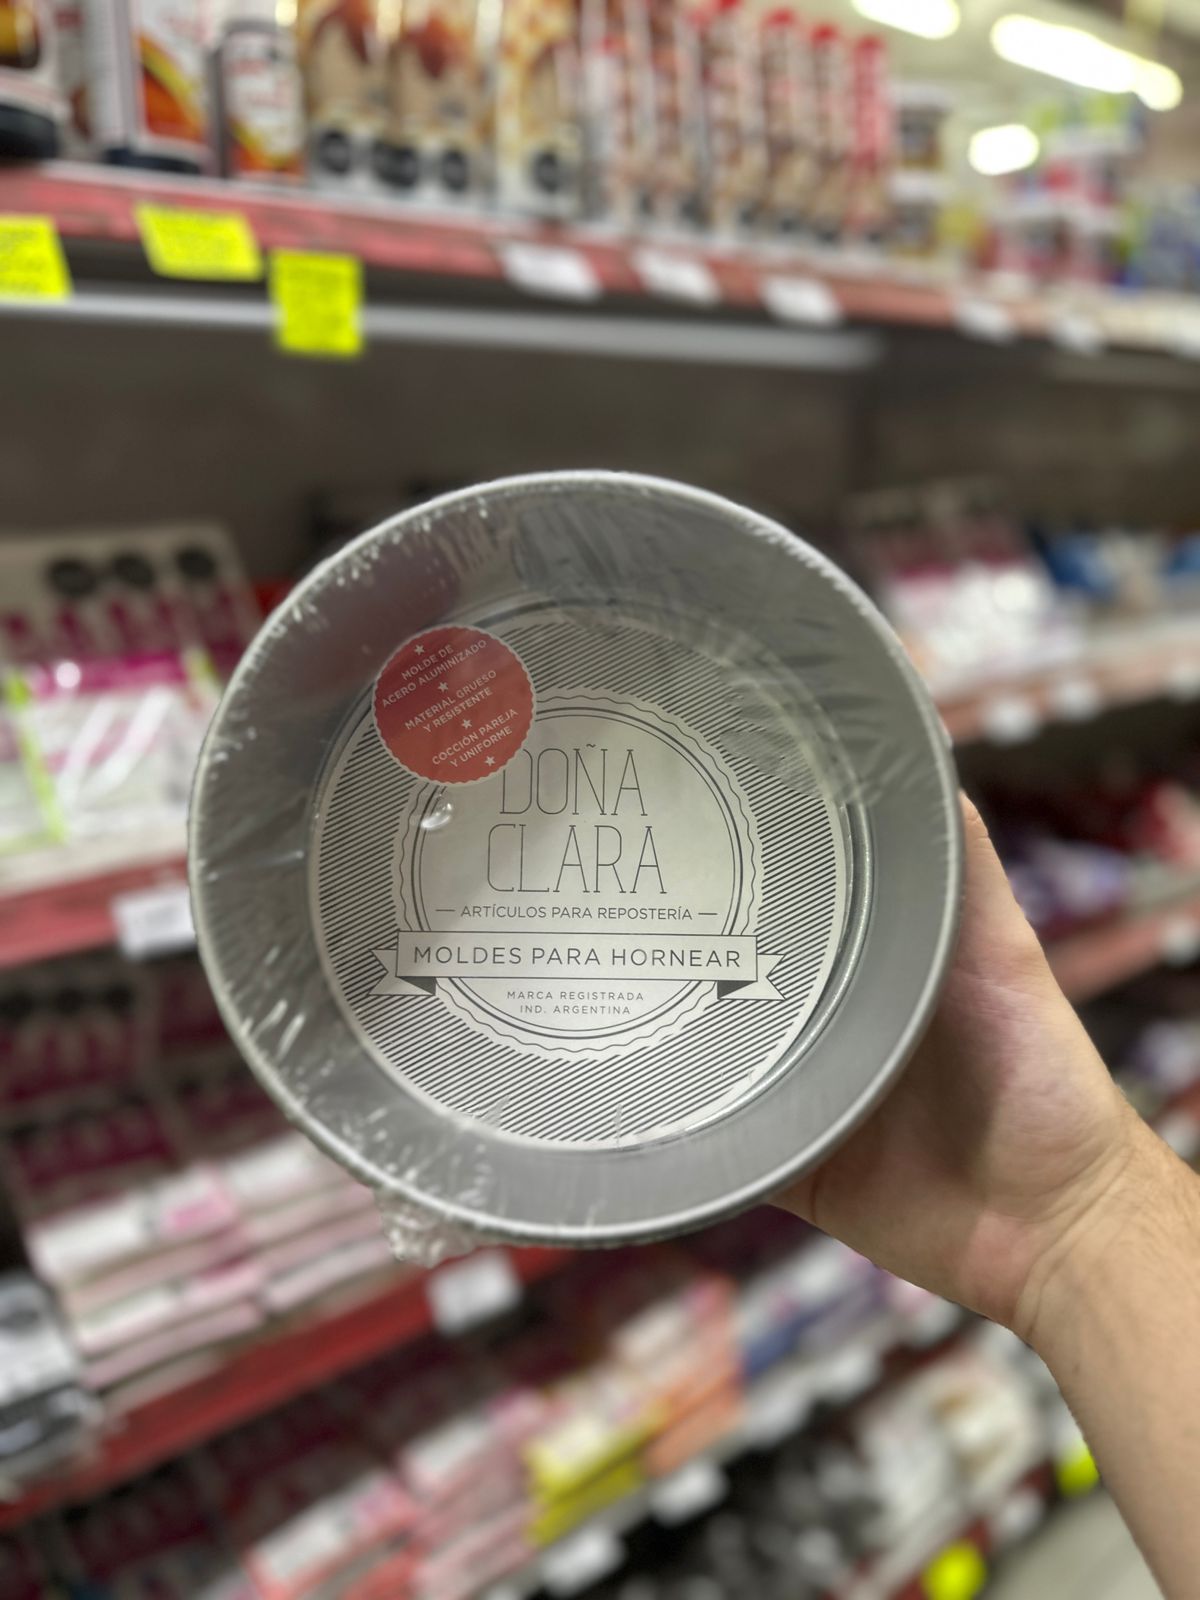 MOLDE DE
ACERO ALUMINIZADO
MATERIAL GRUESO
Y RESISTENTE
COCCIÓN PAREJA
Y UNIFORME
DOÑA
CLARA
ARTÍCULOS PARA REPOSTERÍA
MOLDES PARA HORNEAR
MARCA REGISTRADA
IND. ARGENTINA